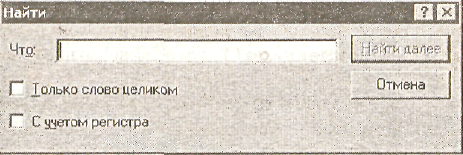 Найти
Что:
Найти далее
Только слово целиком
Отмена
С учетом регистра